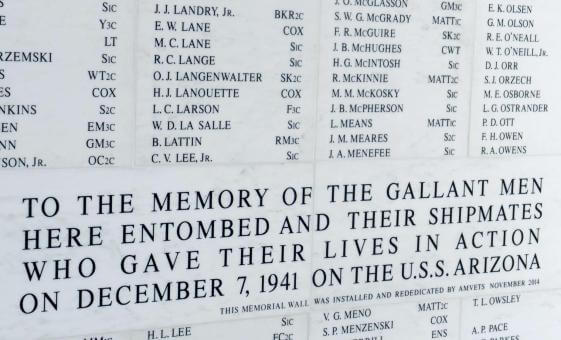 S1C
Y3C
LT
RZEMSKI S1C
S WT2C
ES COX
NKINS S2C
EN EM3C
NN GM3C
SON, JR. OC2C
J. J. LANDRY, JR. BKR2C
E. W. LANE COX
M. C. LANE S1C
R. C. LANGE S1C
O. J. LANGENWALTER SK2C
H. J. LANOUETTE COX
L. C. LARSON F3C
W. D. LA SALLE S1C
B. LATTIN RM3C
C. V. LEE, JR. S1C
J. O. McGLASSON GM3C
S. W. G. McGRADY MATT1C
F. R. McGUIRE SK2C
J. B. McHUGHES CWT
H. G. McINTOSH S1C
R. McKINNIE MATT2C
M. M. McKOSKY S1C
J. B. McPHERSON S1C
L. MEANS MATT1C
J. M. MEARES S2C
J. A. MENEFEE S1C
E. K. OLSEN
G. M. OLSON
R. E. O'NEALL
W. T. O'NEILL, JR.
D. J. ORR
S. J. ORZECH
M. E. OSBORNE
L. G. OSTRANDER
P. D. OTT
F. H. OWEN
R. A. OWENS
TO THE MEMORY OF THE GALLANT MEN
HERE ENTOMBED AND THEIR SHIPMATES
WHO GAVE THEIR LIVES IN ACTION
ON DECEMBER 7, 1941 ON THE U.S.S. ARIZONA
THIS MEMORIAL WALL WAS INSTALLED AND REDEDICATED BY AMVETS NOVEMBER 2014
S1C
H. L. LEE
V. G. MENO MATT2C
S. P. MENZENSKI COX
ENS
T. L. OWSLEY
A. P. PACE